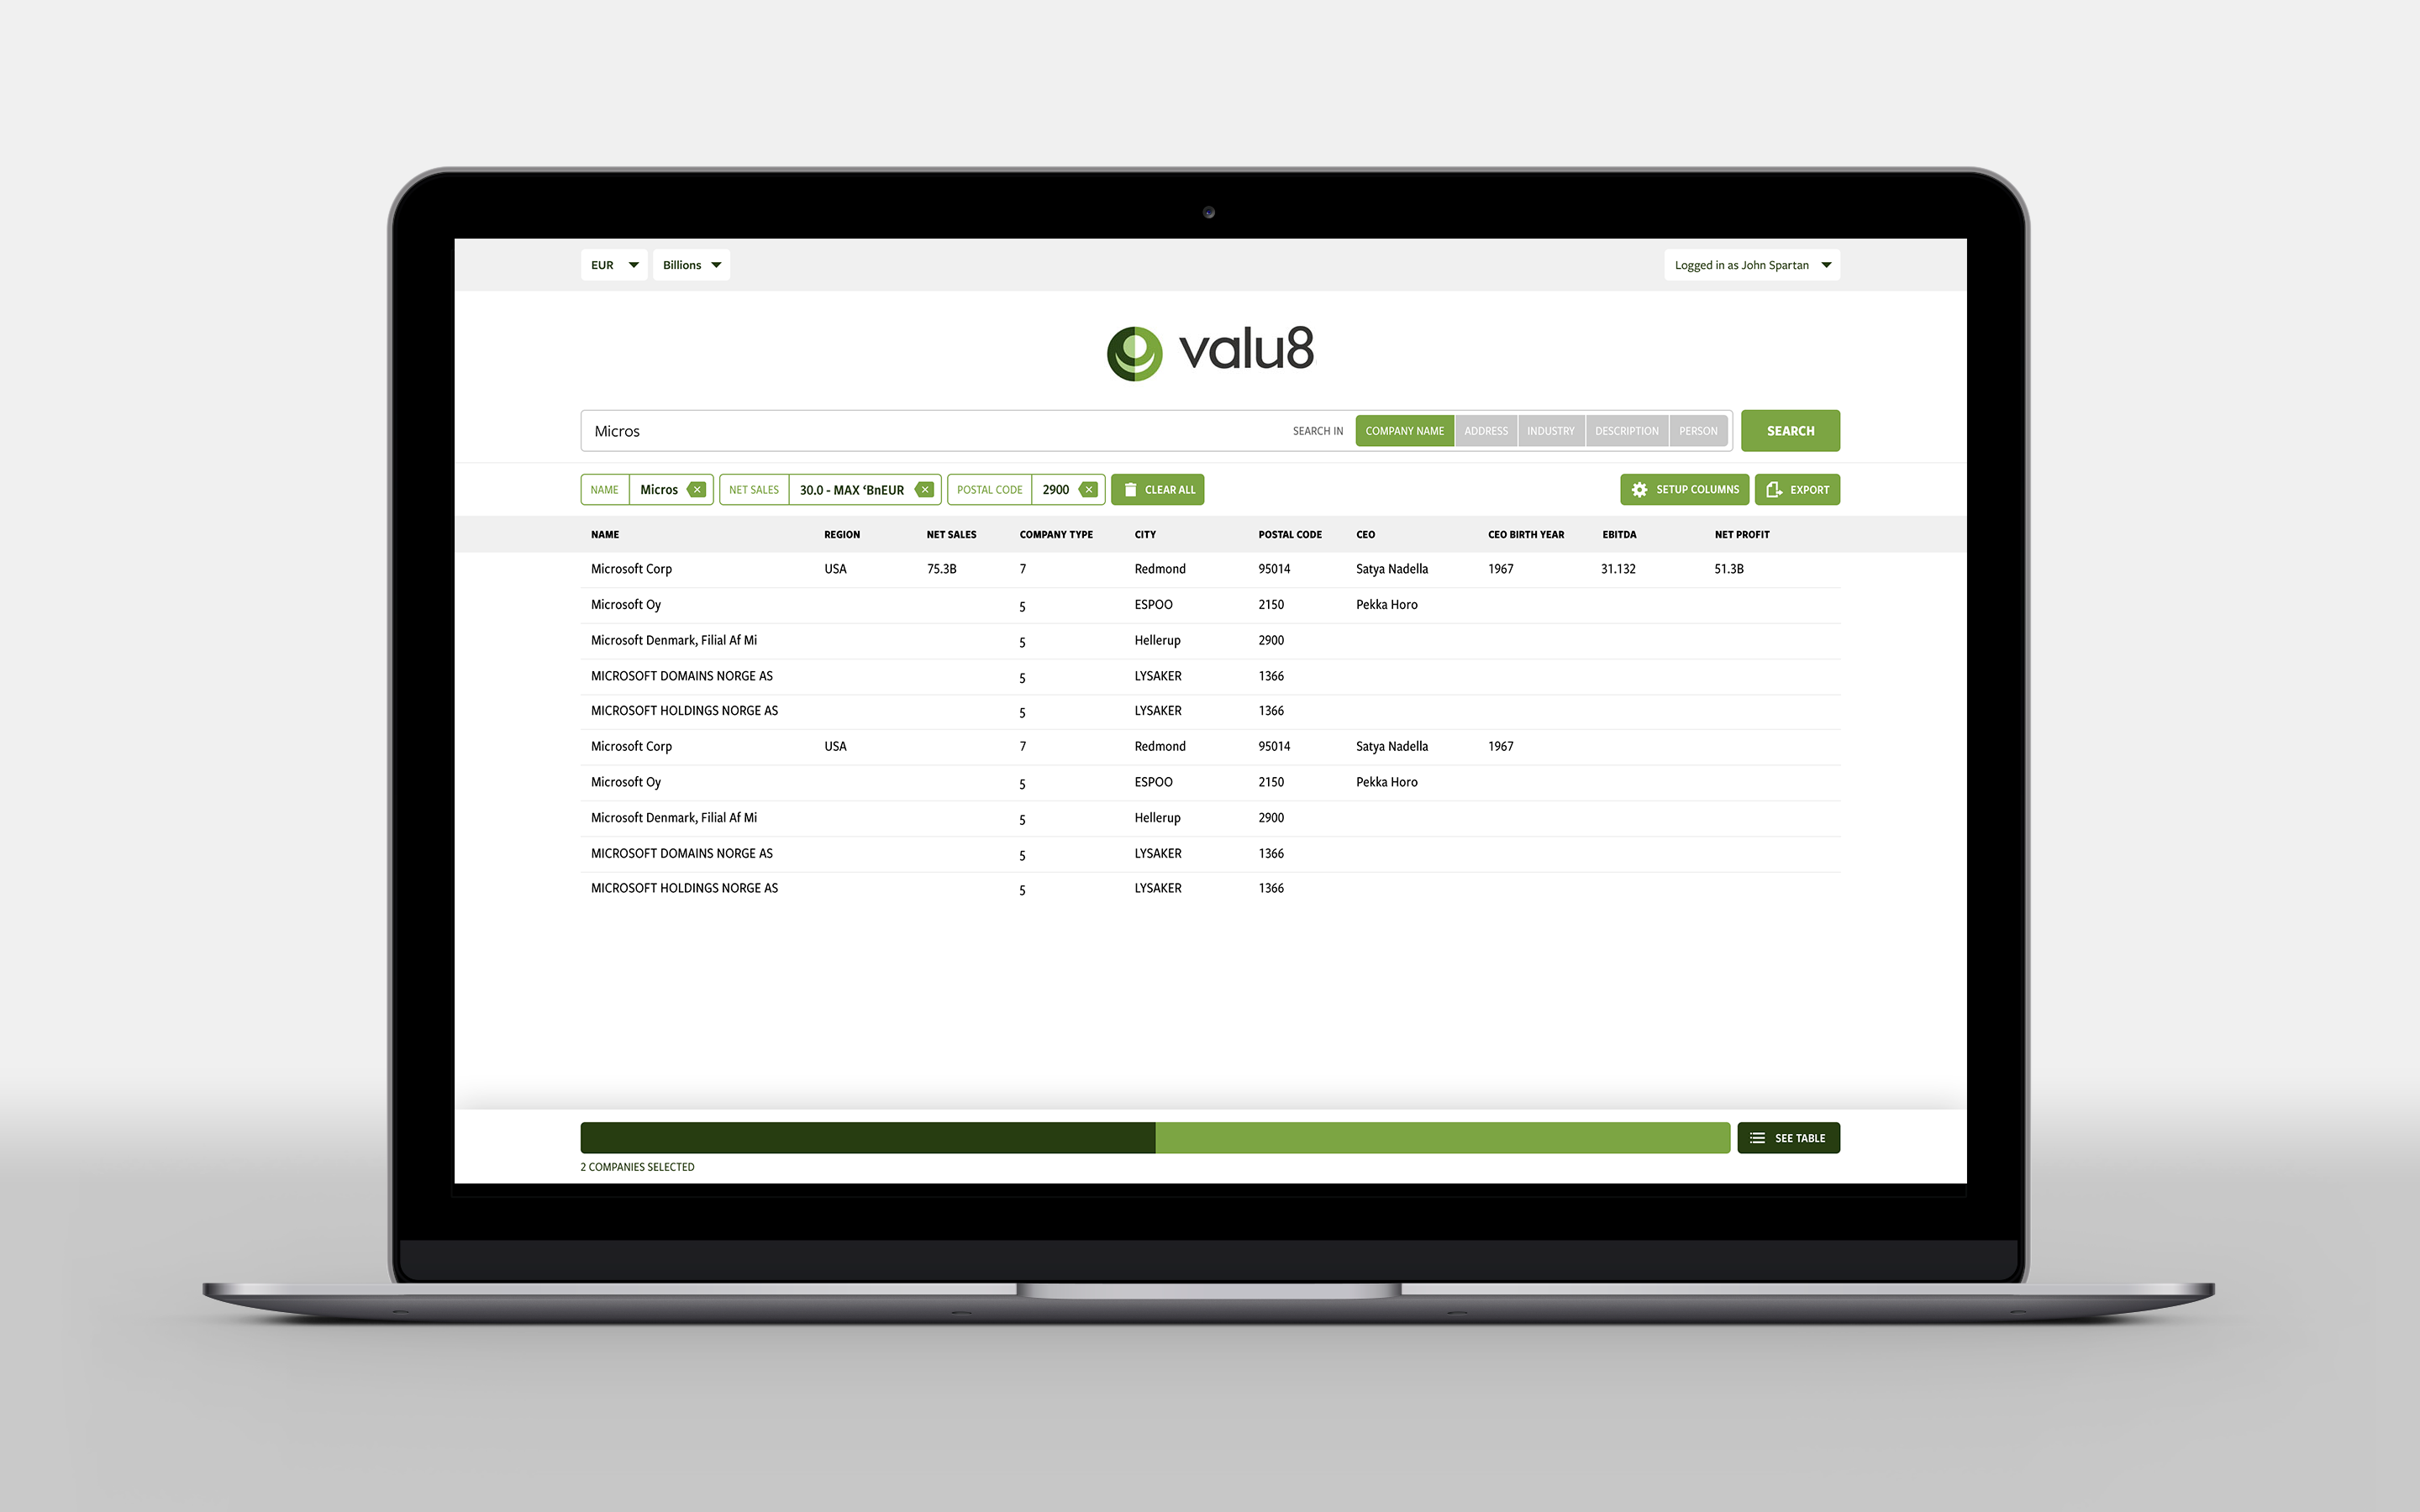 EUR Billions Logged in as John Spartan
valu8
Micros SEARCH IN COMPANY NAME ADDRESS INDUSTRY DESCRIPTION PERSON SEARCH
NAME Micros NET SALES 30.0 - MAX ‘BnEUR POSTAL CODE 2900 CLEAR ALL SETUP COLUMNS EXPORT
NAME REGION NET SALES COMPANY TYPE CITY POSTAL CODE CEO CEO BIRTH YEAR EBITDA NET PROFIT
Microsoft Corp USA 75.3B 7 Redmond 95014 Satya Nadella 1967 31.132 51.3B
Microsoft Oy 5 ESPOO 2150 Pekka Horo
Microsoft Denmark, Filial Af Mi 5 Hellerup 2900
MICROSOFT DOMAINS NORGE AS 5 LYSAKER 1366
MICROSOFT HOLDINGS NORGE AS 5 LYSAKER 1366
Microsoft Corp USA 7 Redmond 95014 Satya Nadella 1967
Microsoft Oy 5 ESPOO 2150 Pekka Horo
Microsoft Denmark, Filial Af Mi 5 Hellerup 2900
MICROSOFT DOMAINS NORGE AS 5 LYSAKER 1366
MICROSOFT HOLDINGS NORGE AS 5 LYSAKER 1366
SEE TABLE
2 COMPANIES SELECTED